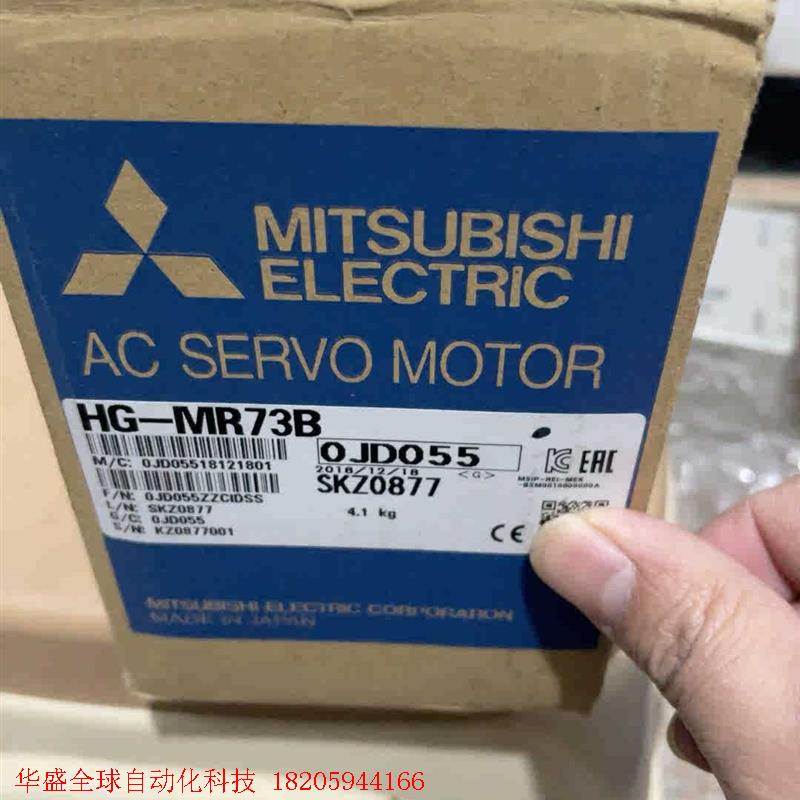 MITSUBISHI
ELECTRIC
AC SERVO MOTOR
HG-MR73B
0JD055
M/C: 0JD05518121801
2018/12/18 <G>
SKZ0877
F/N: 0JD055ZZCIDSS
L/N: SKZ0877
G/C: 0JD055
S/N: KZ0877001
4.1 kg
EAC
CE
MITSUBISHI ELECTRIC CORPORATION
MADE IN JAPAN
华盛全球自动化科技 18205944166